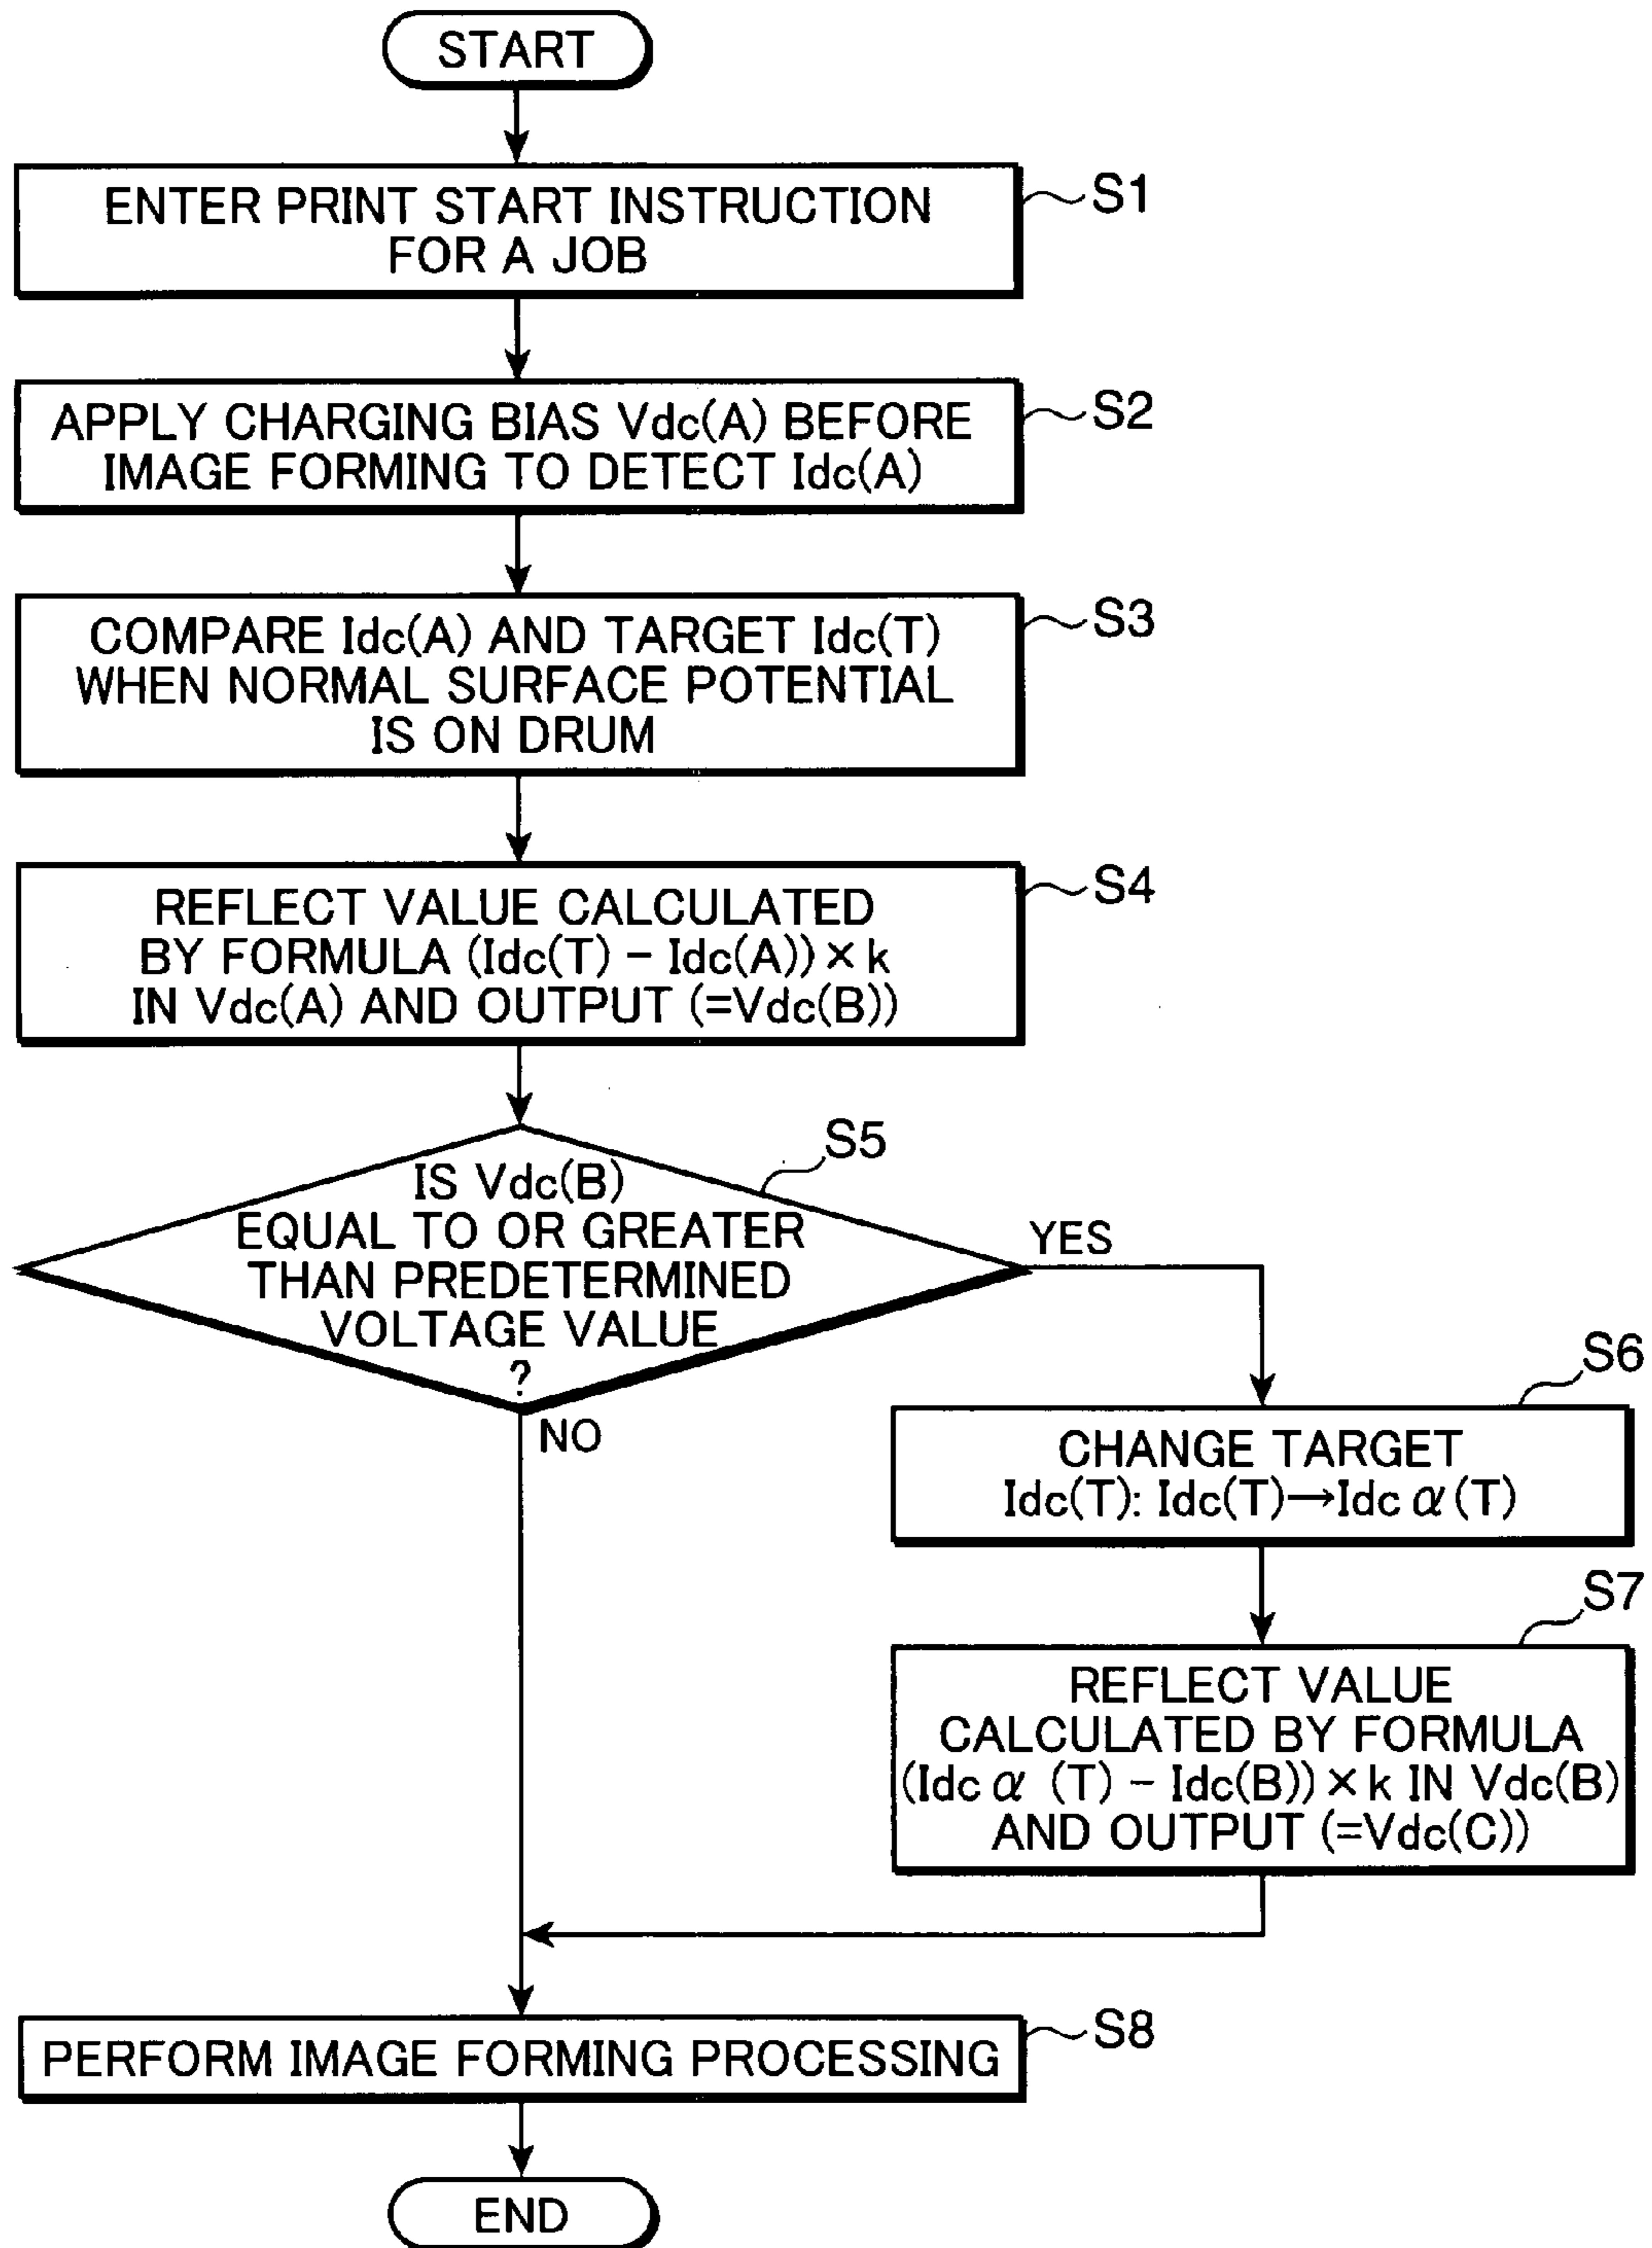 START
ENTER PRINT START INSTRUCTION
FOR A JOB
S1
APPLY CHARGING BIAS Vdc(A) BEFORE
IMAGE FORMING TO DETECT Idc(A)
S2
COMPARE Idc(A) AND TARGET Idc(T)
WHEN NORMAL SURFACE POTENTIAL
IS ON DRUM
S3
REFLECT VALUE CALCULATED
BY FORMULA (Idc(T) – Idc(A)) × k
IN Vdc(A) AND OUTPUT (=Vdc(B))
S4
IS Vdc(B)
EQUAL TO OR GREATER
THAN PREDETERMINED
VOLTAGE VALUE
?
S5
YES
NO
CHANGE TARGET
Idc(T): Idc(T)→Idc α (T)
S6
REFLECT VALUE
CALCULATED BY FORMULA
(Idc α (T) – Idc(B)) × k IN Vdc(B)
AND OUTPUT (=Vdc(C))
S7
PERFORM IMAGE FORMING PROCESSING
S8
END